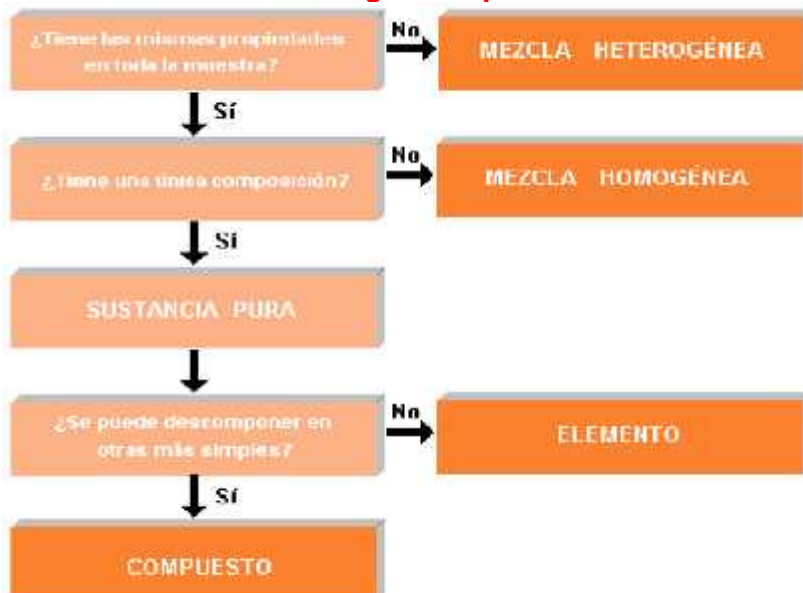 ¿Tiene las mismas propiedades
en toda la muestra?
No
MEZCLA HETEROGÉNEA
Sí
¿Tiene una única composición?
No
MEZCLA HOMOGÉNEA
Sí
SUSTANCIA PURA
¿Se puede descomponer en
otras más simples?
No
ELEMENTO
Sí
COMPUESTO